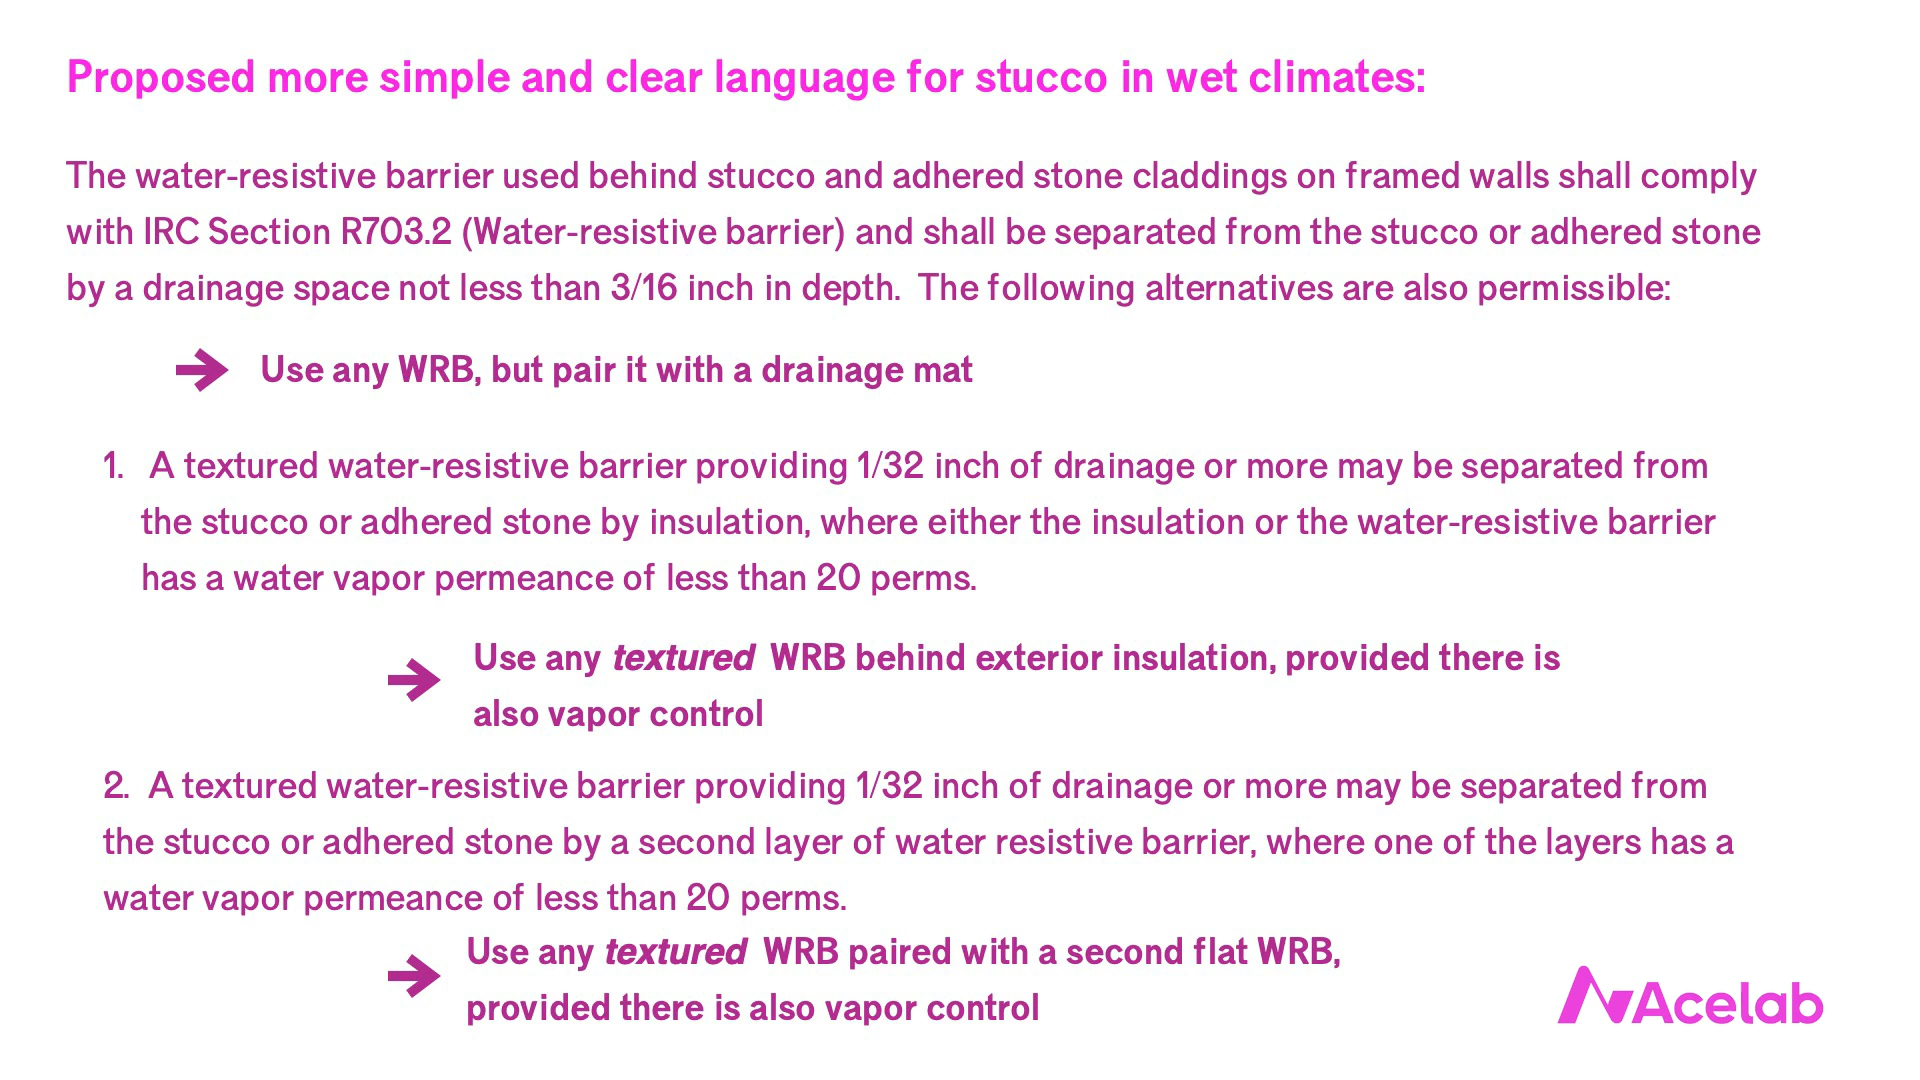 Proposed more simple and clear language for stucco in wet climates:
The water-resistive barrier used behind stucco and adhered stone claddings on framed walls shall comply
with IRC Section R703.2 (Water-resistive barrier) and shall be separated from the stucco or adhered stone
by a drainage space not less than 3/16 inch in depth.  The following alternatives are also permissible:
Use any WRB, but pair it with a drainage mat
1.  A textured water-resistive barrier providing 1/32 inch of drainage or more may be separated from
the stucco or adhered stone by insulation, where either the insulation or the water-resistive barrier
has a water vapor permeance of less than 20 perms.
Use any textured  WRB behind exterior insulation, provided there is
also vapor control
2.  A textured water-resistive barrier providing 1/32 inch of drainage or more may be separated from
the stucco or adhered stone by a second layer of water resistive barrier, where one of the layers has a
water vapor permeance of less than 20 perms.
Use any textured  WRB paired with a second flat WRB,
provided there is also vapor control
Acelab